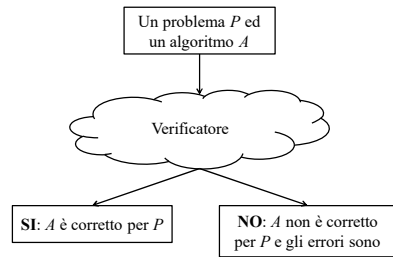 Un problema P ed
un algoritmo A
Verificatore
SI: A è corretto per P
NO: A non è corretto
per P e gli errori sono